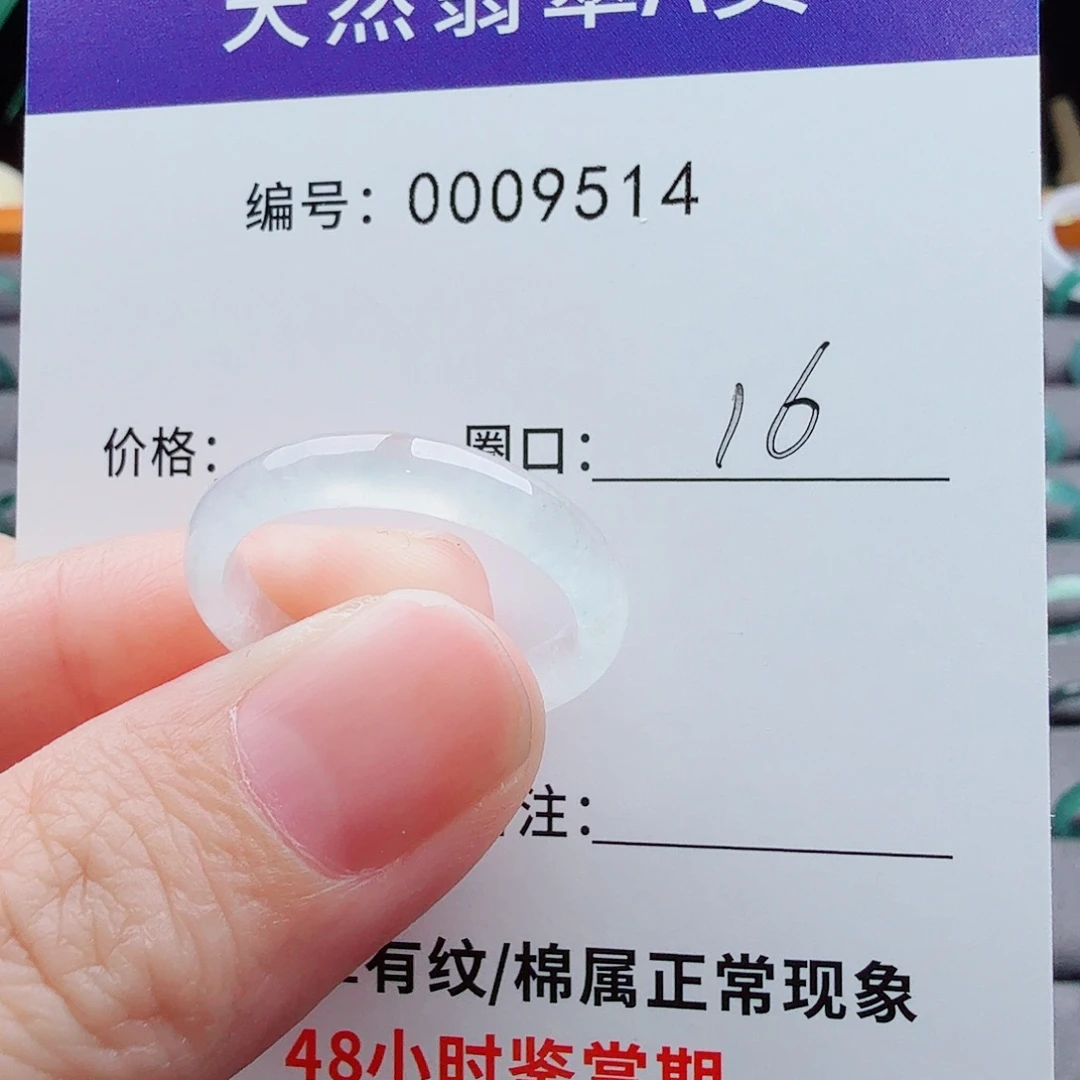 天然翡翠A货
编号：0009514
价格：
圈口：16
注：
有纹/棉属正常现象
48小时鉴赏期